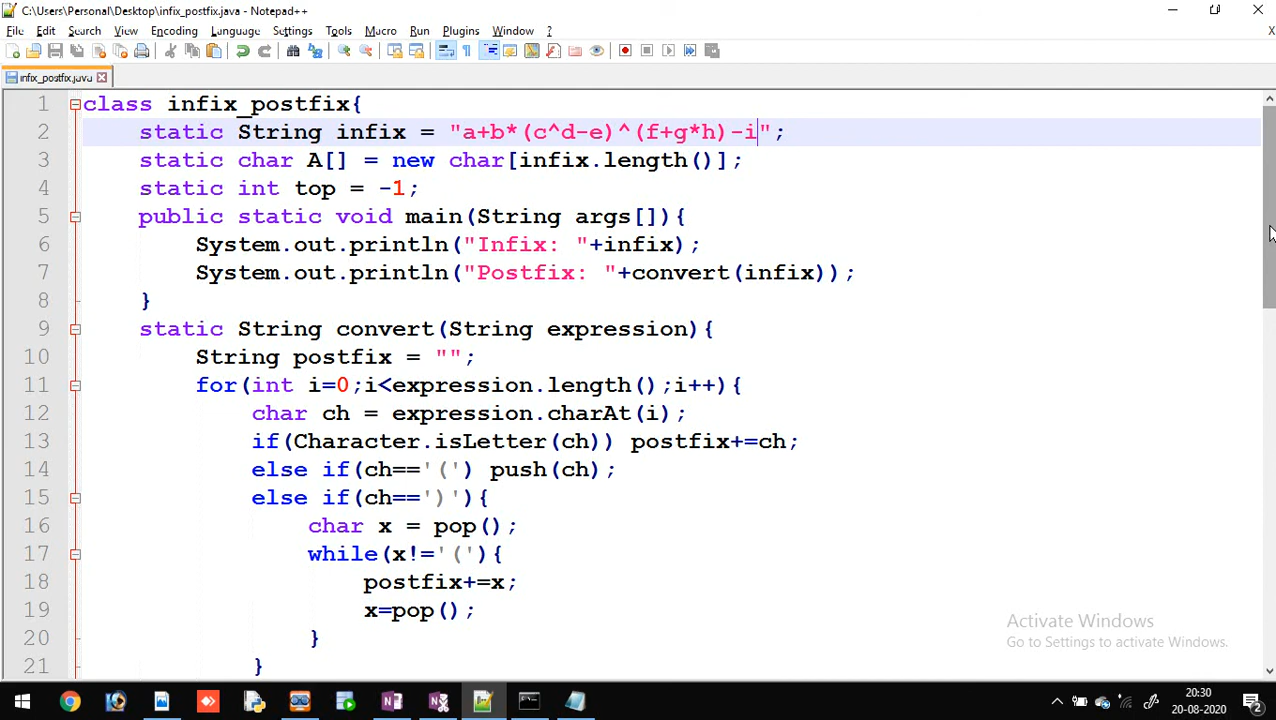 C:\Users\Personal\Desktop\infix_postfix.java - Notepad++
File Edit Search View Encoding Language Settings Tools Macro Run Plugins Window ?
X
infix_postfix.java
1 class infix_postfix{
2 static String infix = "a+b*(c^d-e)^(f+g*h)-i";
3 static char A[] = new char[infix.length()];
4 static int top = -1;
5 public static void main(String args[]){
6 System.out.println("Infix: "+infix);
7 System.out.println("Postfix: "+convert(infix));
8 }
9 static String convert(String expression){
10 String postfix = "";
11 for(int i=0;i<expression.length();i++){
12 char ch = expression.charAt(i);
13 if(Character.isLetter(ch)) postfix+=ch;
14 else if(ch=='(') push(ch);
15 else if(ch==')'){
16 char x = pop();
17 while(x!='('){
18 postfix+=x;
19 x=pop();
20 }
21 }
Activate Windows
Go to Settings to activate Windows.
20:30
20-08-2020
2